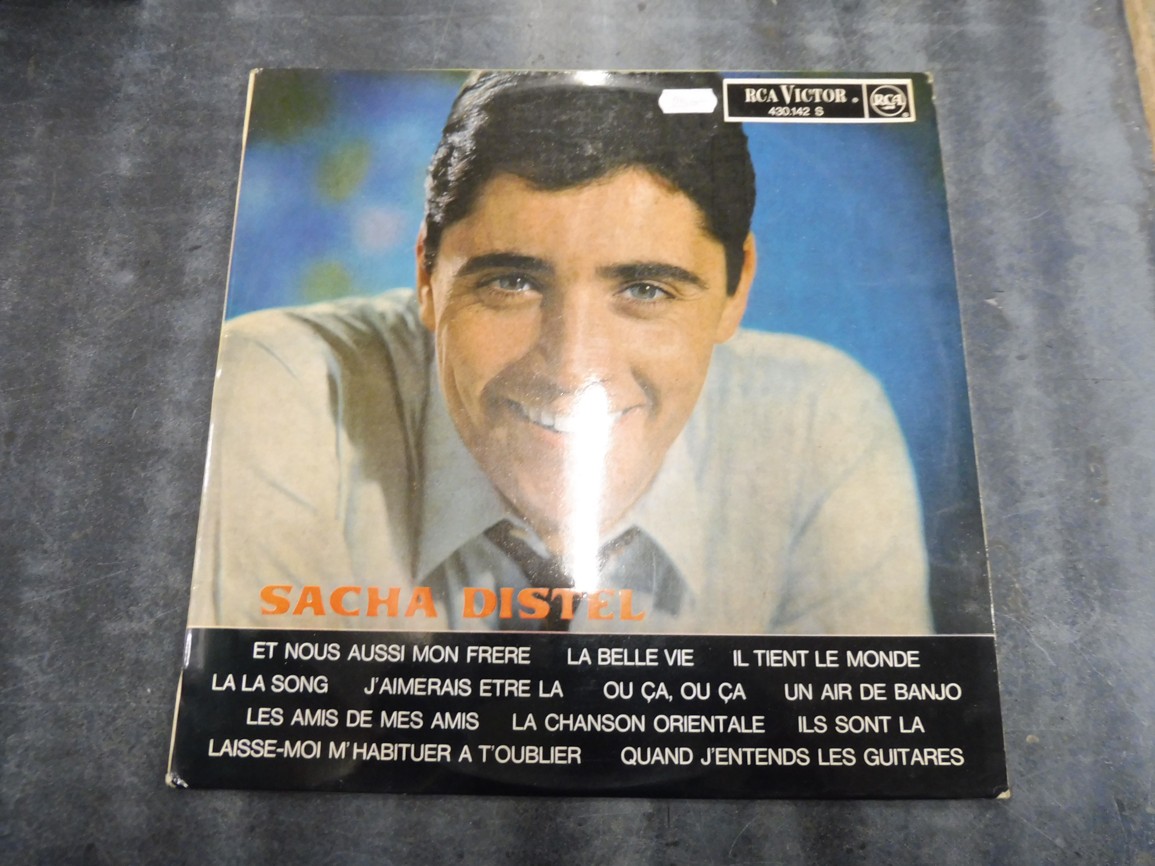 RCA VICTOR
430.142 S
RCA
SACHA DISTEL
ET NOUS AUSSI MON FRERE LA BELLE VIE IL TIENT LE MONDE
LA LA SONG J'AIMERAIS ETRE LA OU ÇA, OU ÇA UN AIR DE BANJO
LES AMIS DE MES AMIS LA CHANSON ORIENTALE ILS SONT LA
LAISSE-MOI M'HABITUER A T'OUBLIER QUAND J'ENTENDS LES GUITARES